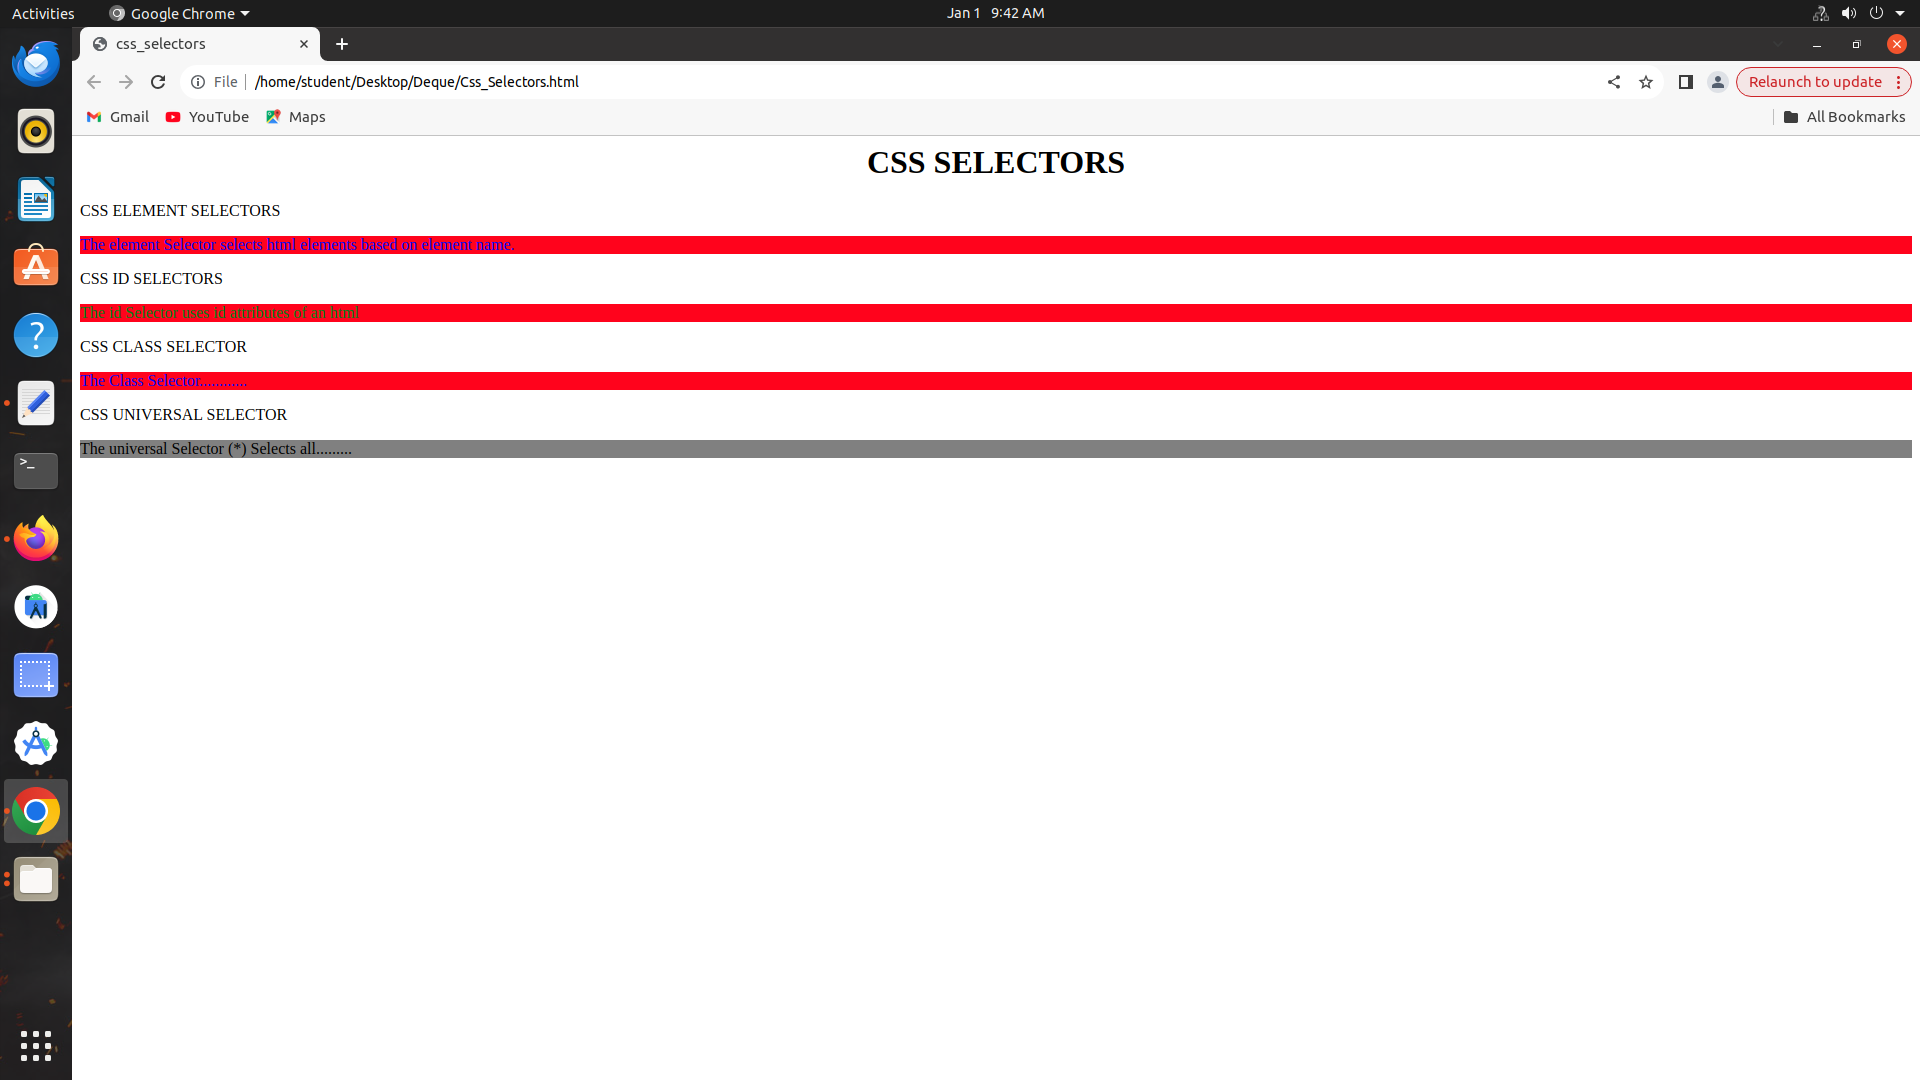 Activities
Google Chrome
Jan 1 9:42 AM
css_selectors
File
/home/student/Desktop/Deque/Css_Selectors.html
Relaunch to update
Gmail
YouTube
Maps
All Bookmarks
CSS SELECTORS
CSS ELEMENT SELECTORS
The element Selector selects html elements based on element name.
CSS ID SELECTORS
The id Selector uses id attributes of an html
CSS CLASS SELECTOR
The Class Selector............
CSS UNIVERSAL SELECTOR
The universal Selector (*) Selects all.........